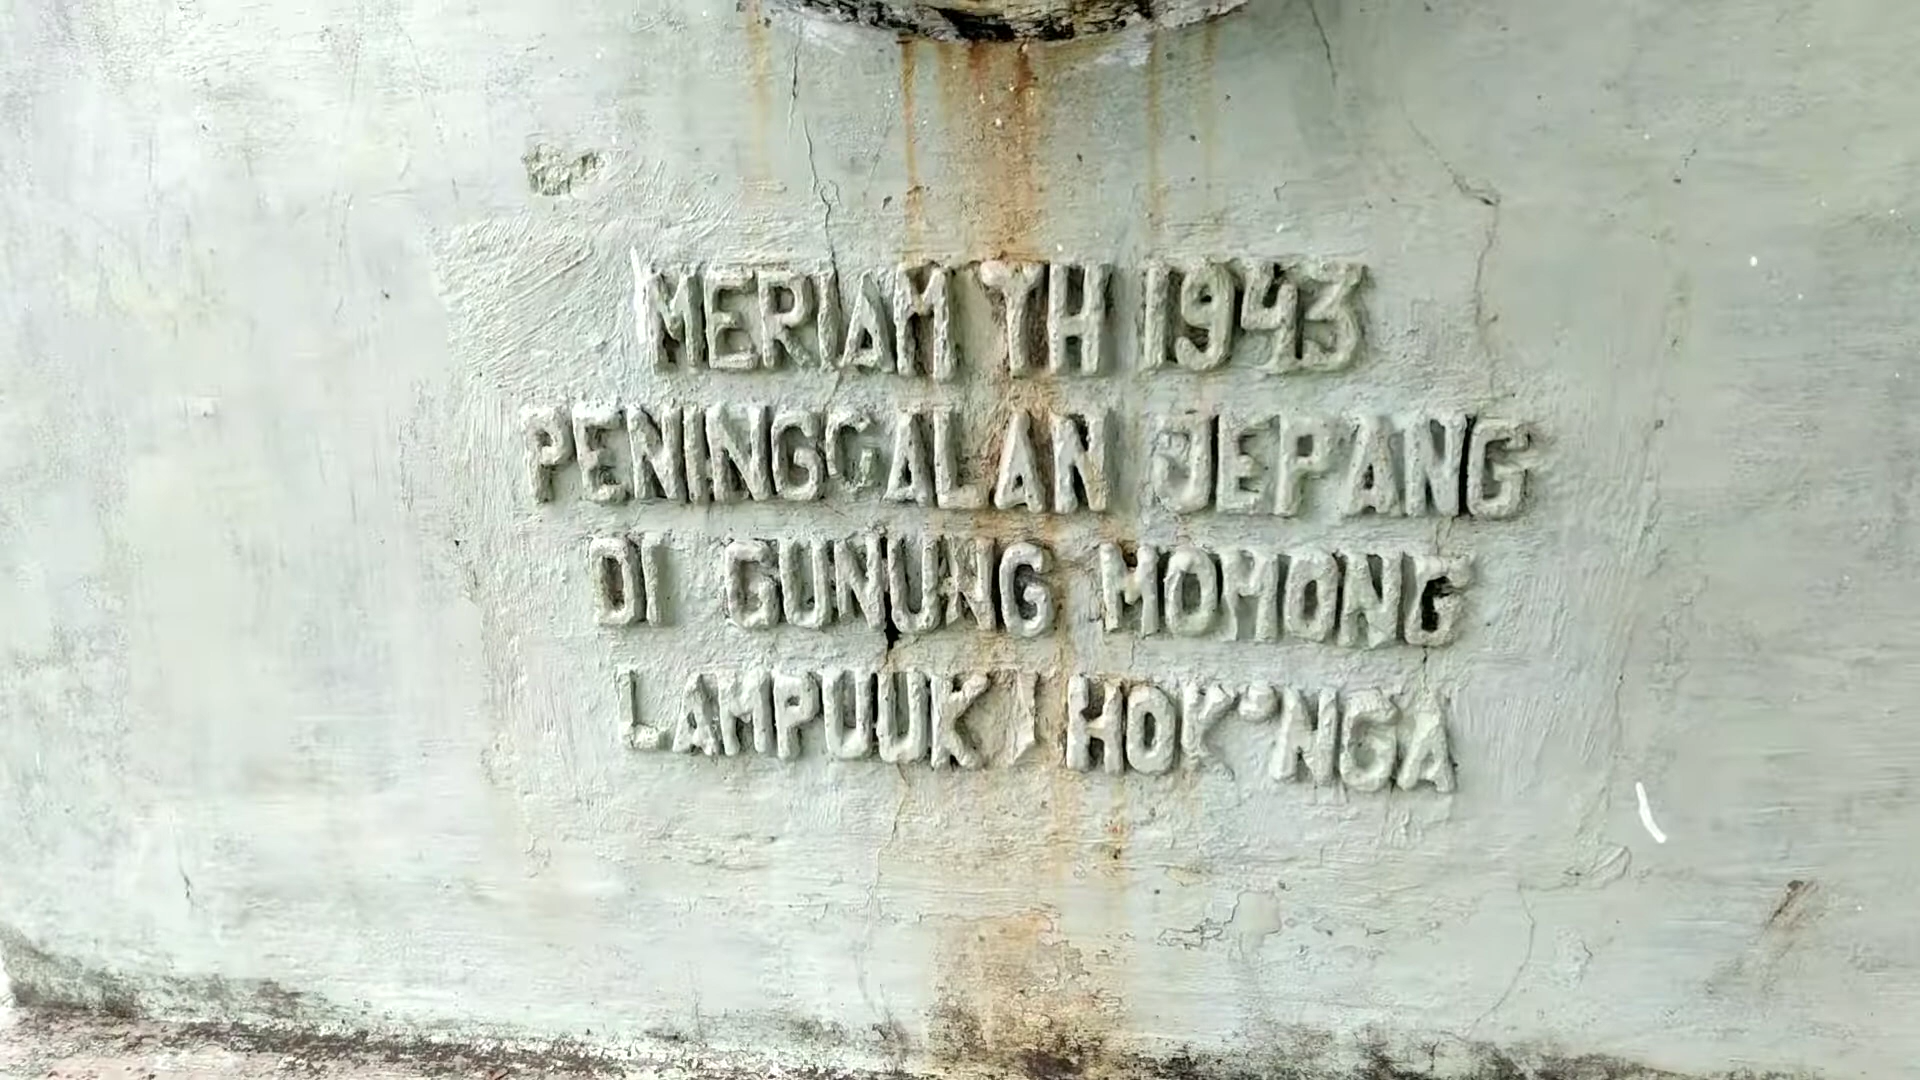 MERIAM TH 1943
PENINGGALAN JEPANG
DI GUNUNG MOMONG
LAMPUUK / LHOK"NGA